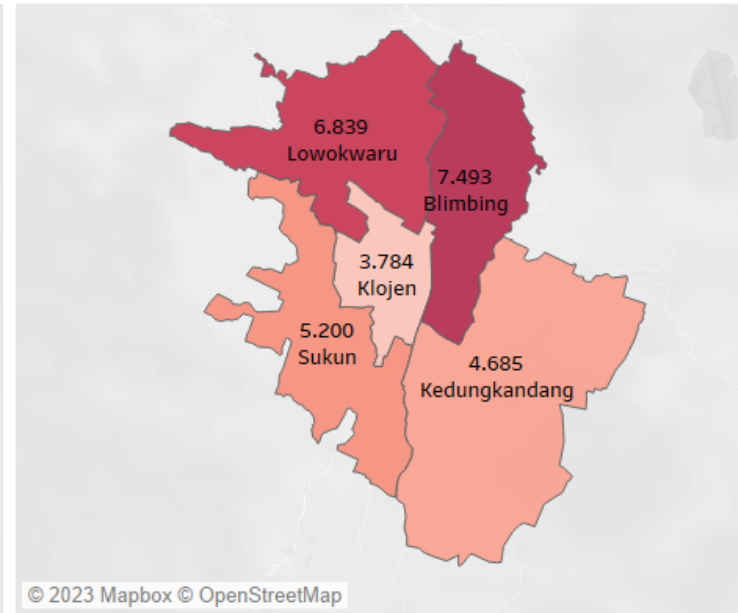 6.839
Lowokwaru
7.493
Blimbing
3.784
Klojen
5.200
Sukun
4.685
Kedungkandang
© 2023 Mapbox © OpenStreetMap